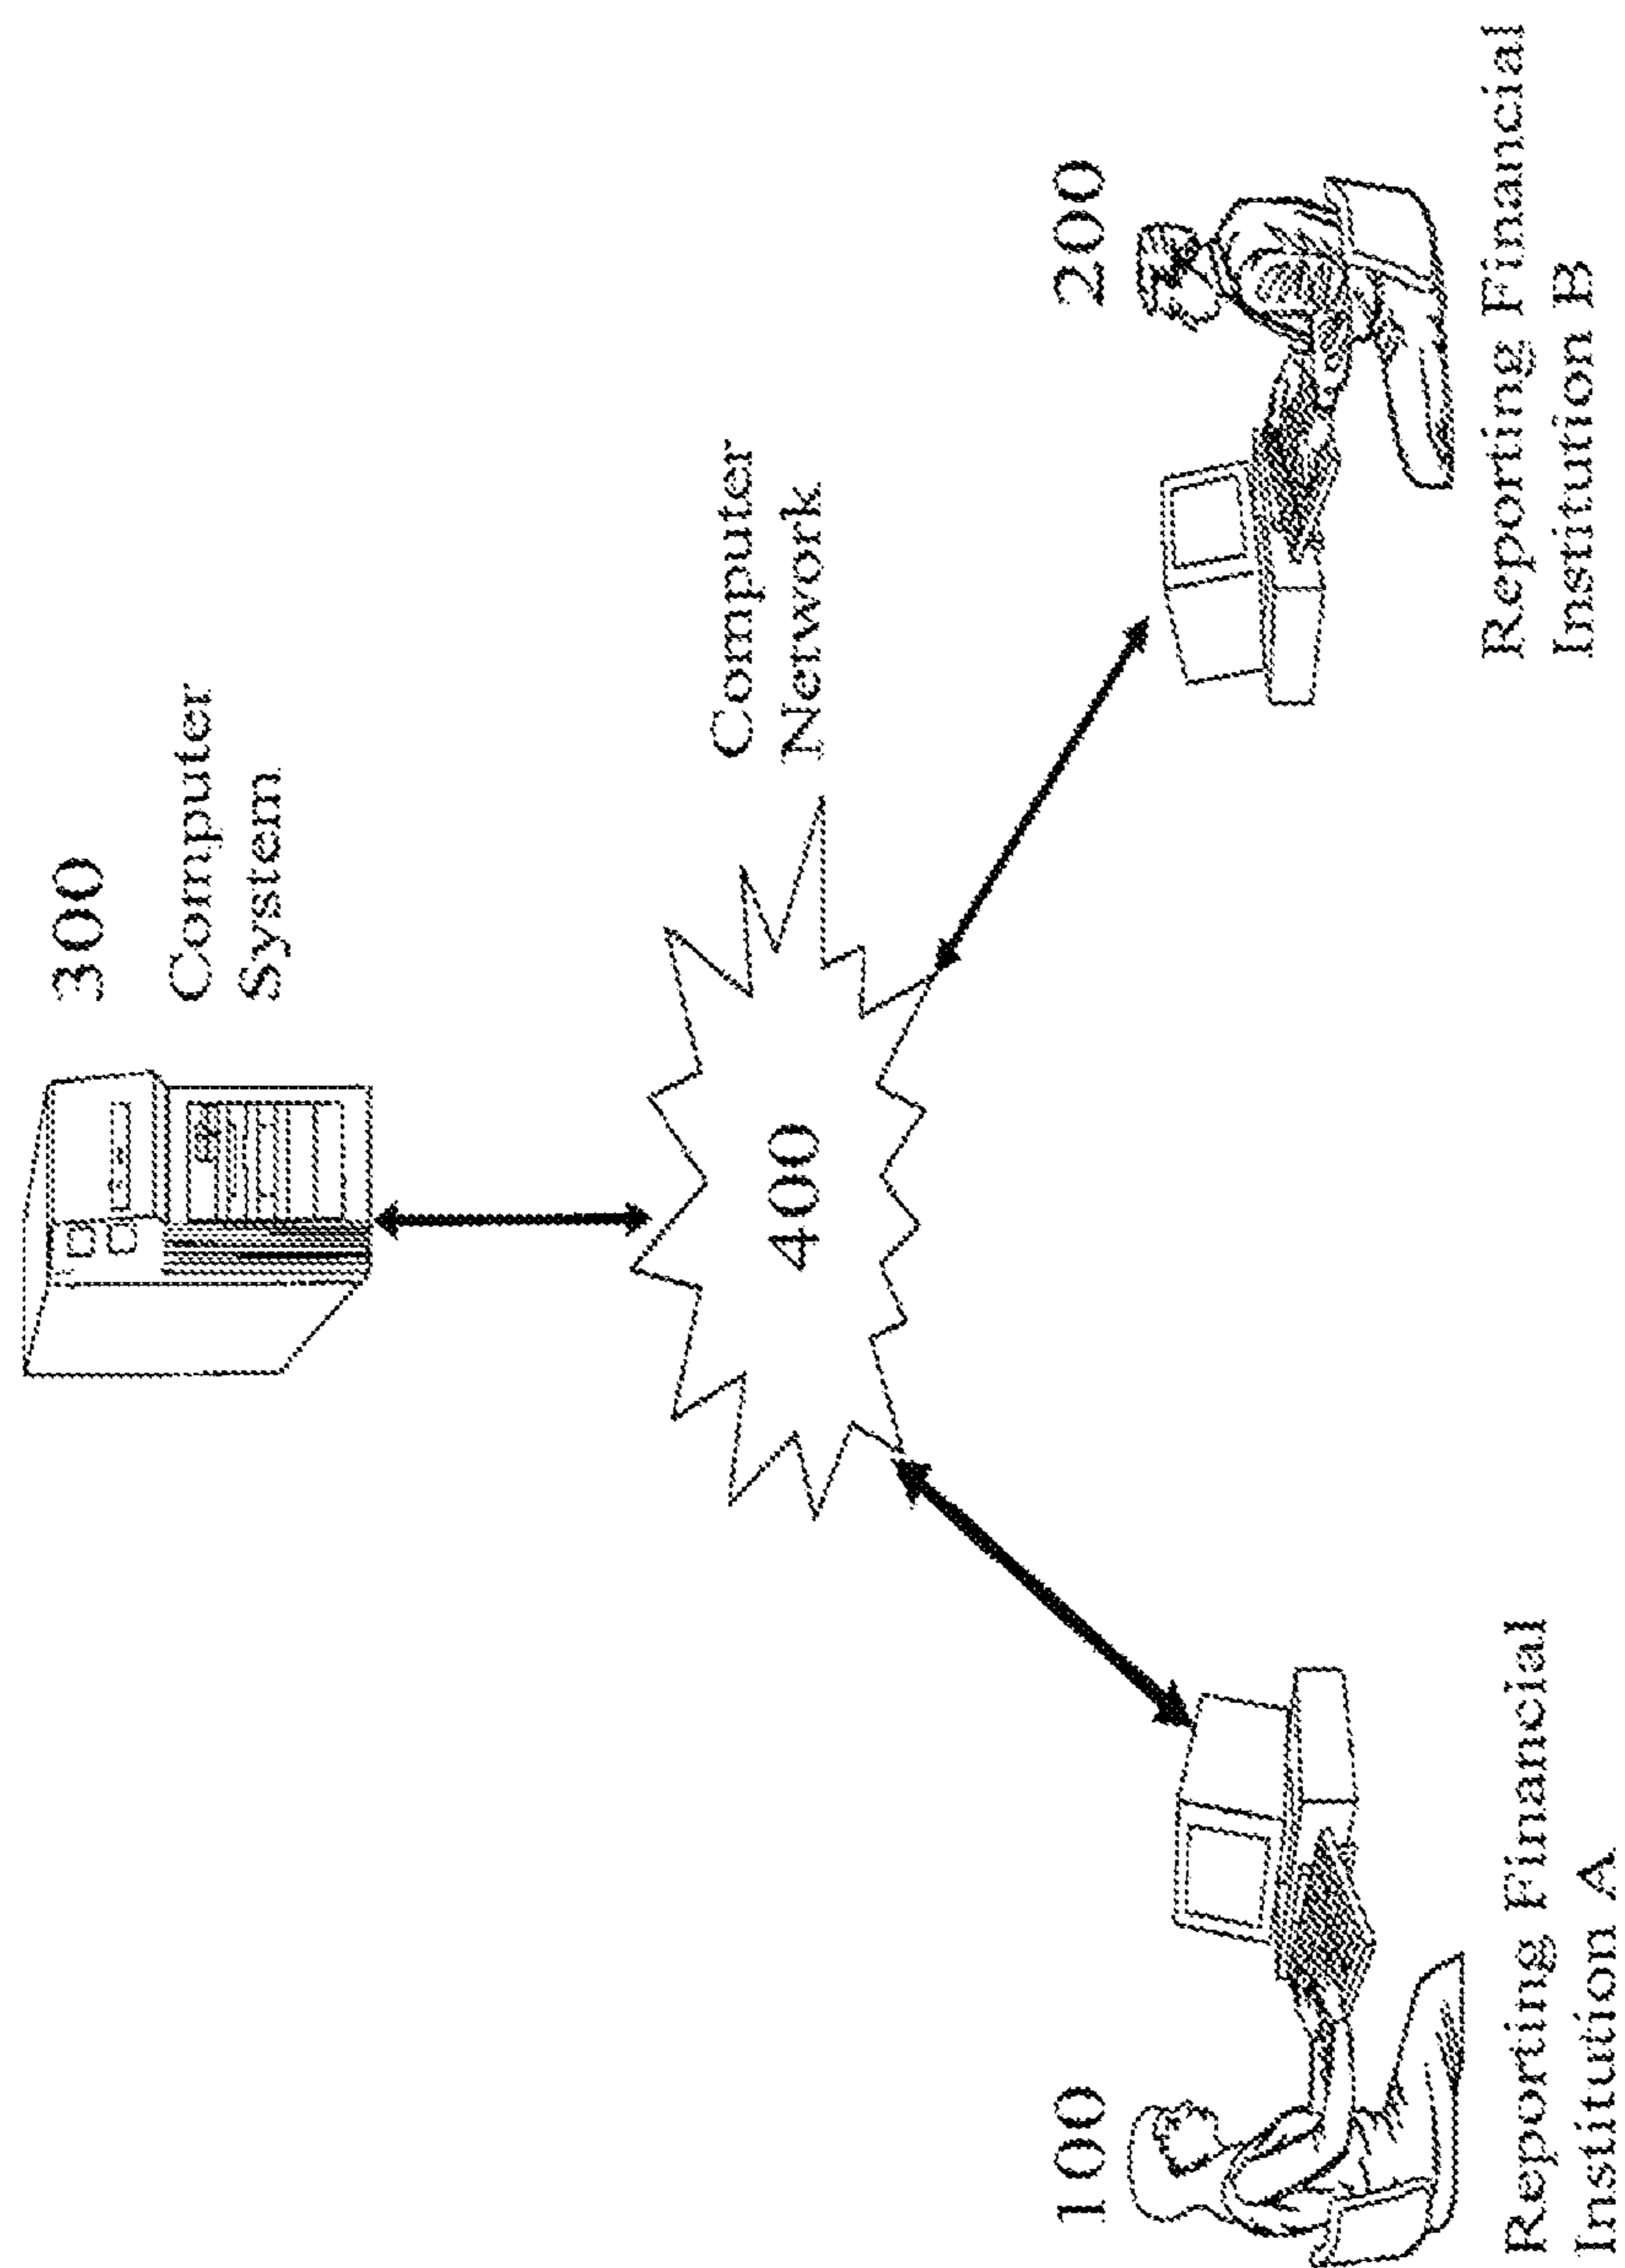 300
Computer
System
Computer
Network
400
100
Reporting Financial
Institution A
200
Reporting Financial
Institution B